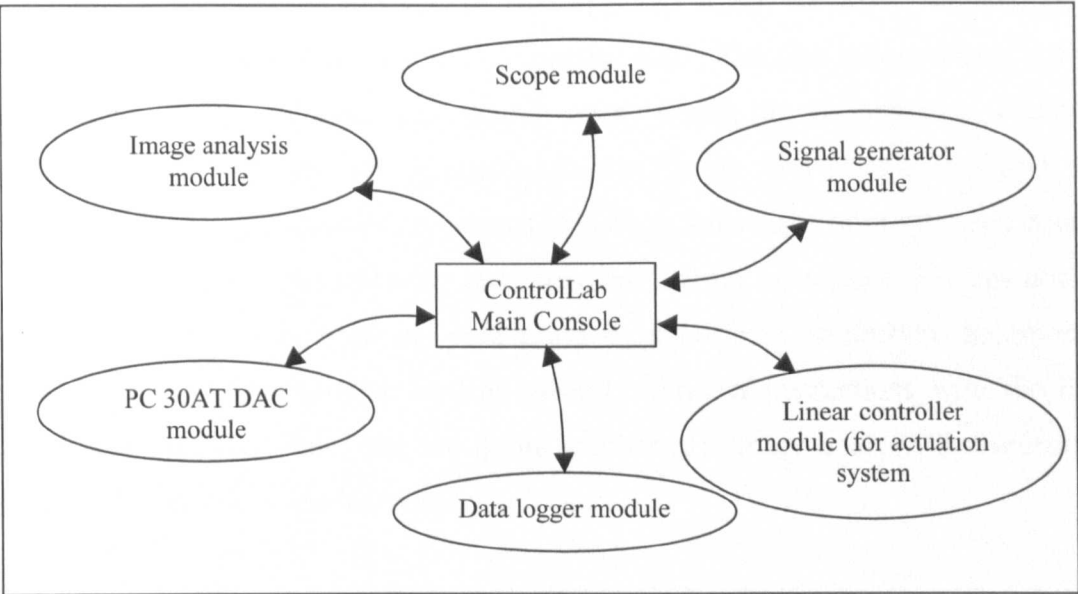 Scope module
Image analysis
module
Signal generator
module
ControlLab
Main Console
PC 30AT DAC
module
Linear controller
module (for actuation
system
Data logger module